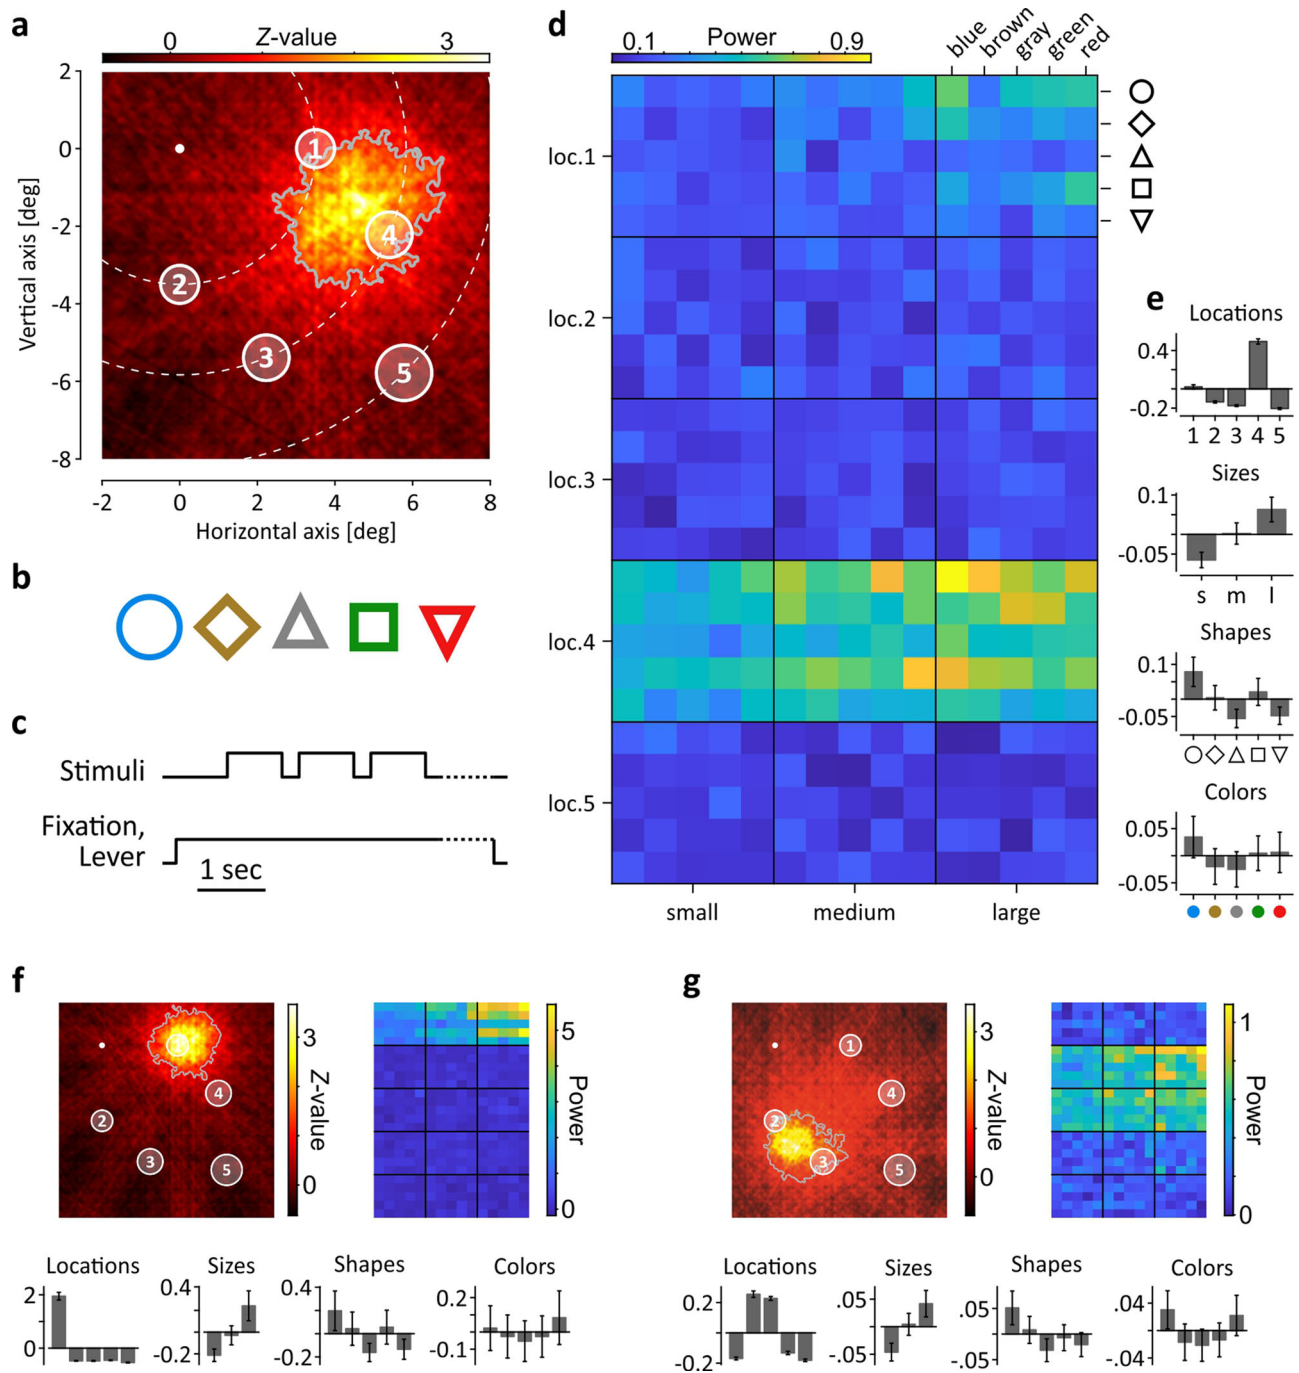 a
0 Z-value 3
2
0
-2
-4
-6
-8
Vertical axis [deg]
1
2
3
4
5
-2 0 2 4 6 8
Horizontal axis [deg]
b
c
Stimuli
Fixation,
Lever
1 sec
d
0.1 Power 0.9
blue
brown
gray
green
red
loc.1
loc.2
loc.3
loc.4
loc.5
small medium large
e
Locations
0.4
-0.2
1 2 3 4 5
Sizes
0.1
-0.05
s m l
Shapes
0.1
-0.05
Colors
0.05
-0.05
f
1
2
3
4
5
3
0
Z-value
5
0
Power
Locations
2
0
Sizes
0.4
-0.2
Shapes
0.4
-0.2
Colors
0.2
-0.1
g
1
2
3
4
5
3
0
Z-value
1
0
Power
Locations
0.2
-0.2
Sizes
.05
-.05
Shapes
.05
-.05
Colors
.04
-.04